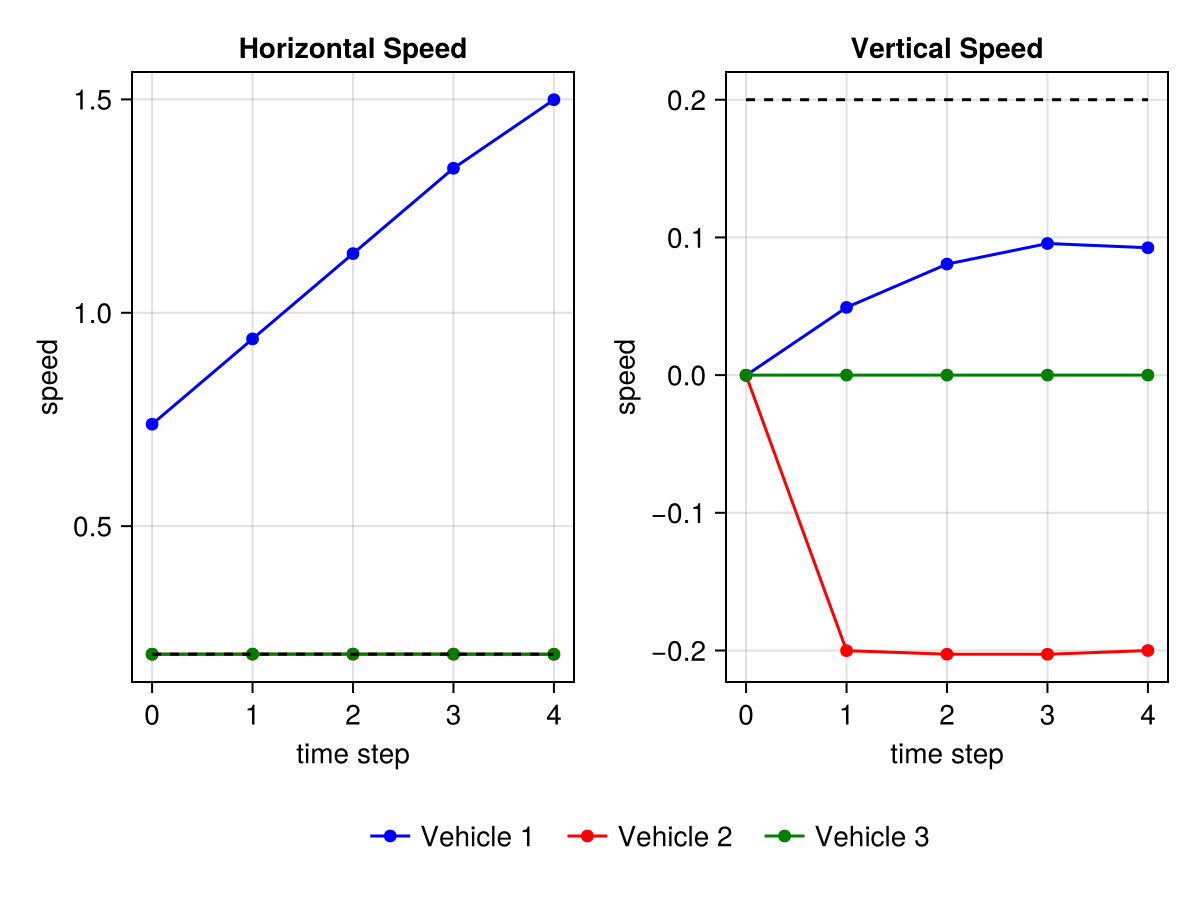 Horizontal Speed
1.5
1.0
0.5
speed
0 1 2 3 4
time step
Vertical Speed
0.2
0.1
0.0
−0.1
−0.2
speed
0 1 2 3 4
time step
Vehicle 1 Vehicle 2 Vehicle 3